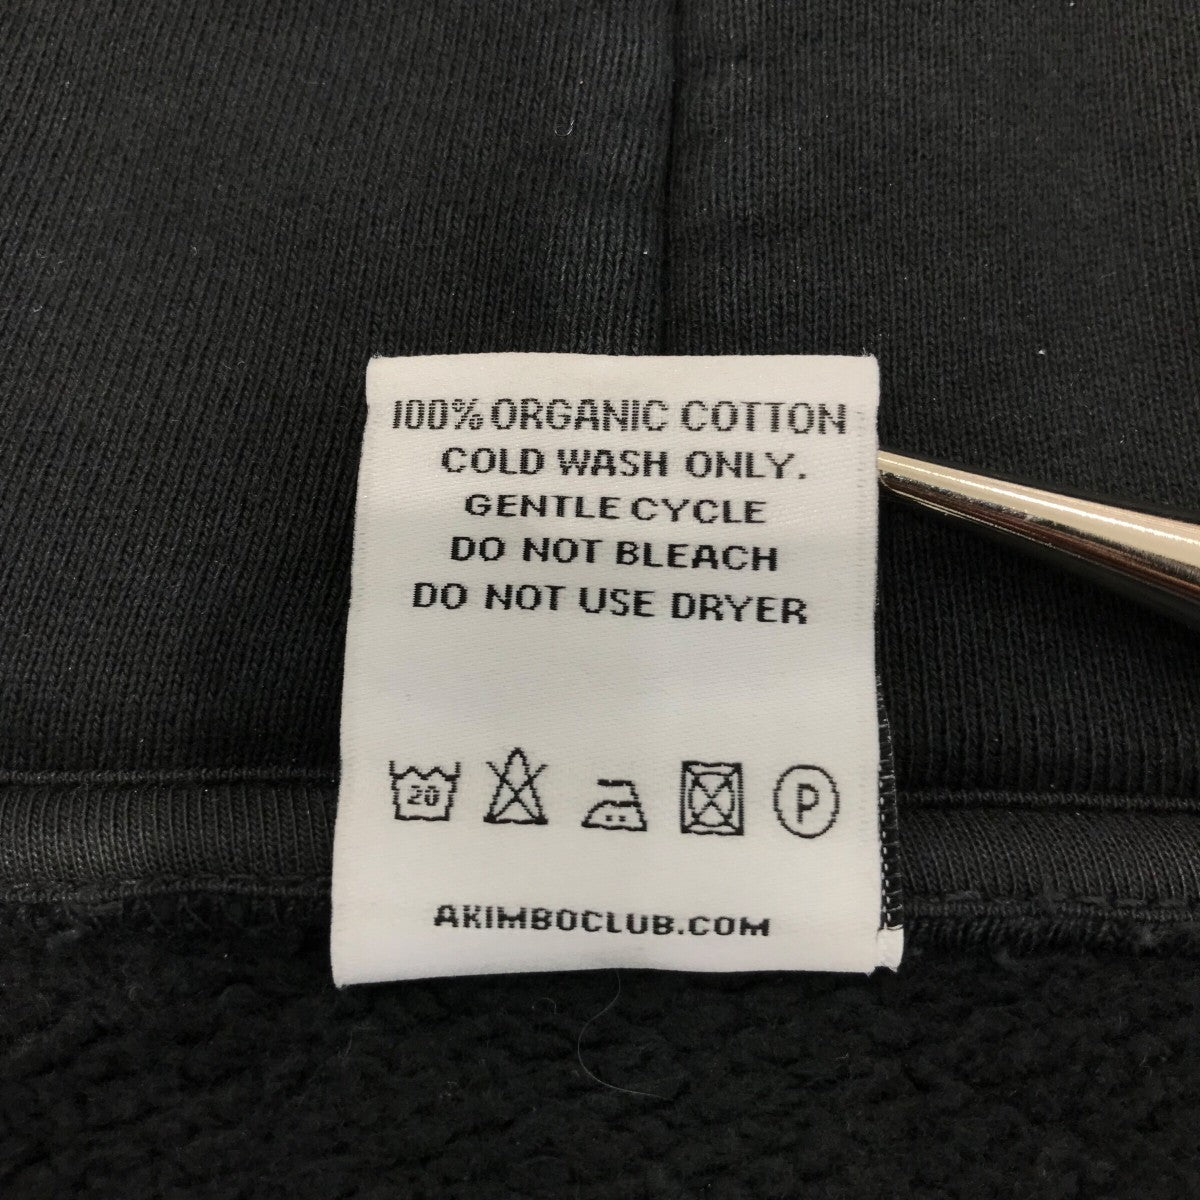 100% ORGANIC COTTON
COLD WASH ONLY.
GENTLE CYCLE
DO NOT BLEACH
DO NOT USE DRYER
20
P
AKIMBOCLUB.COM